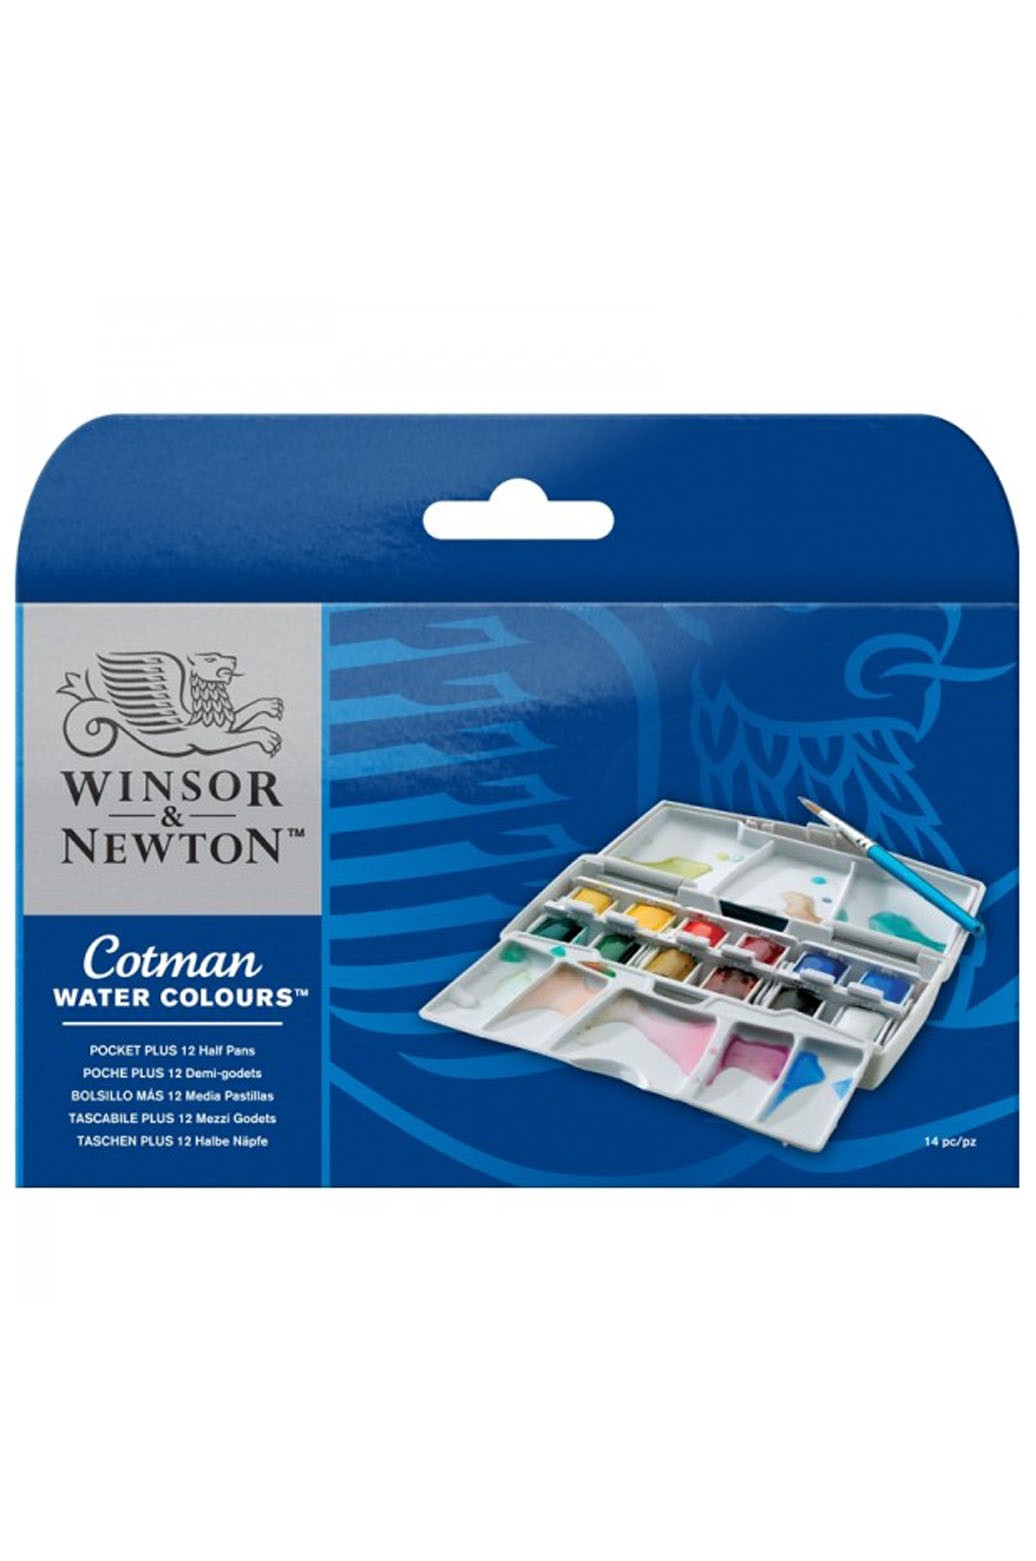 WINSOR
&
NEWTON™
Cotman
WATER COLOURS™
POCKET PLUS 12 Half Pans
POCHE PLUS 12 Demi-godets
BOLSILLO MÁS 12 Media Pastillas
TASCABILE PLUS 12 Mezzi Godets
TASCHEN PLUS 12 Halbe Näpfe
14 pc/pz